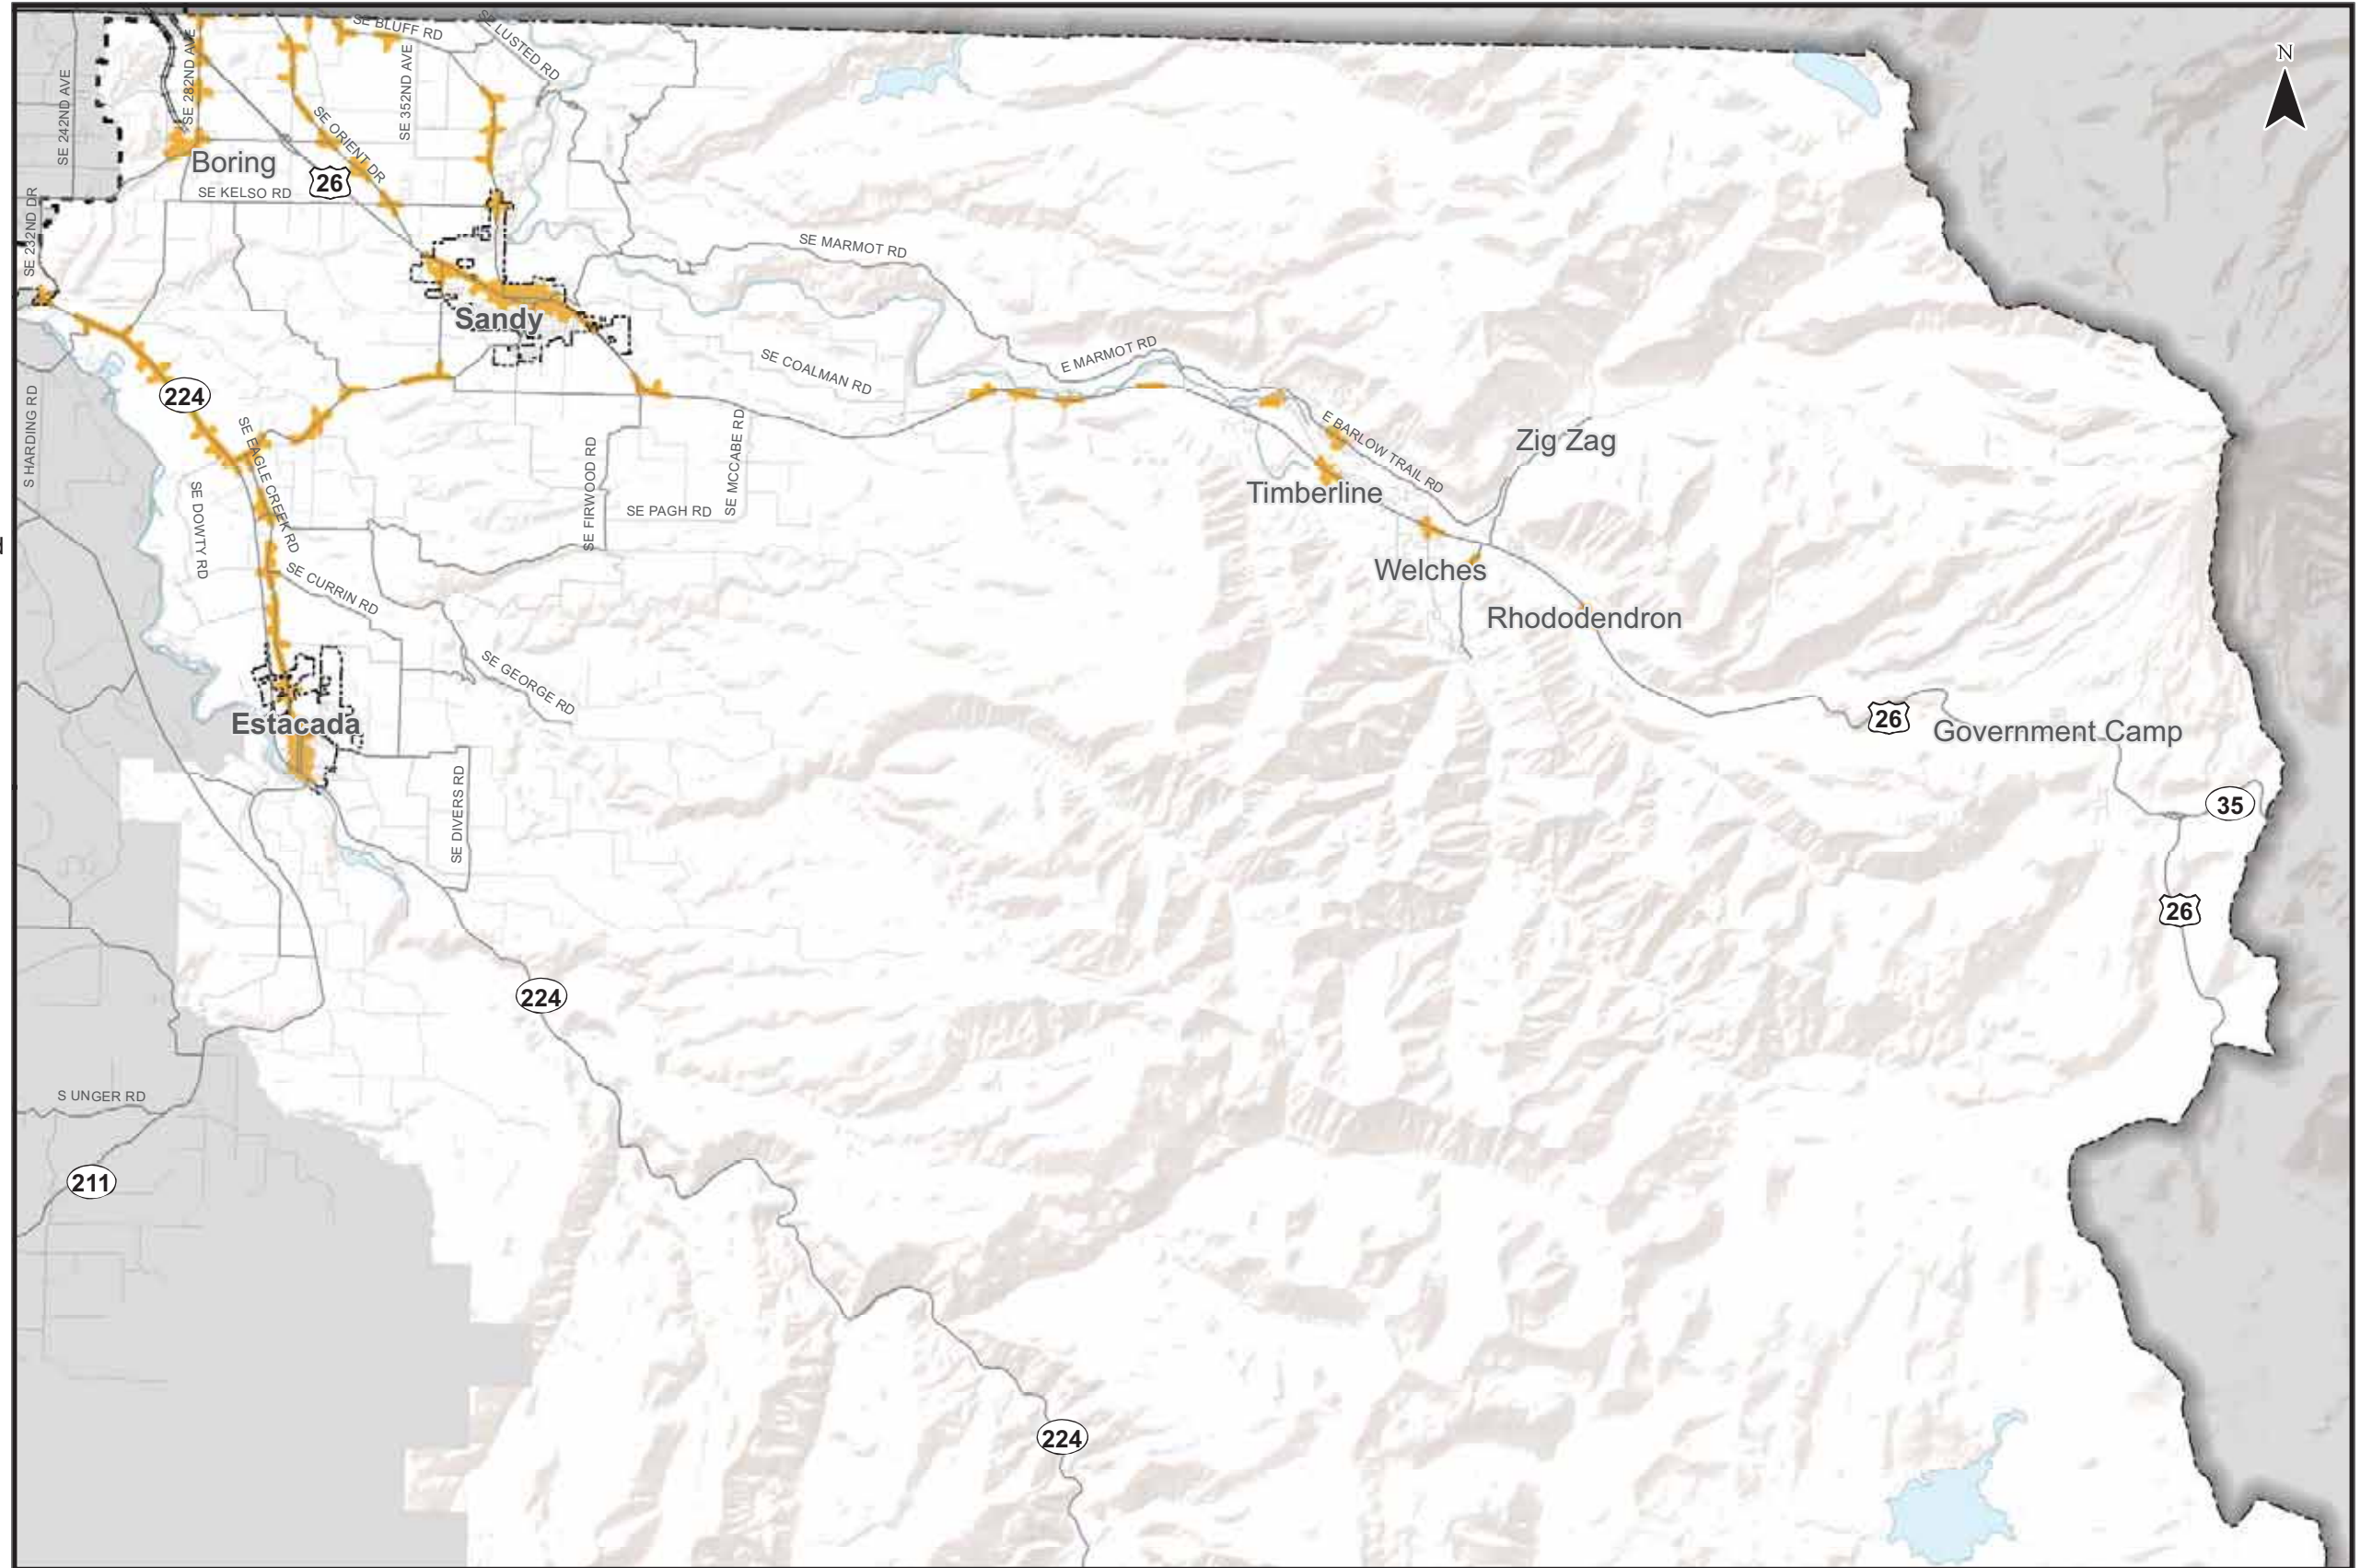 SE BLUFF RD
SE LUSTED RD
N
SE 242ND AVE
SE 282ND AVE
SE 352ND AVE
SE ORIENT DR
Boring
26
SE KELSO RD
SE 232ND DR
SE MARMOT RD
Sandy
SE COALMAN RD
E MARMOT RD
224
S HARDING RD
SE EAGLE CREEK RD
E BARLOW TRAIL RD
Zig Zag
SE FIRWOOD RD
SE MCCABE RD
Timberline
SE DOWTY RD
SE PAGH RD
SE CURRIN RD
Welches
Rhododendron
SE GEORGE RD
Estacada
26
Government Camp
SE DIVERS RD
35
26
224
S UNGER RD
211
224